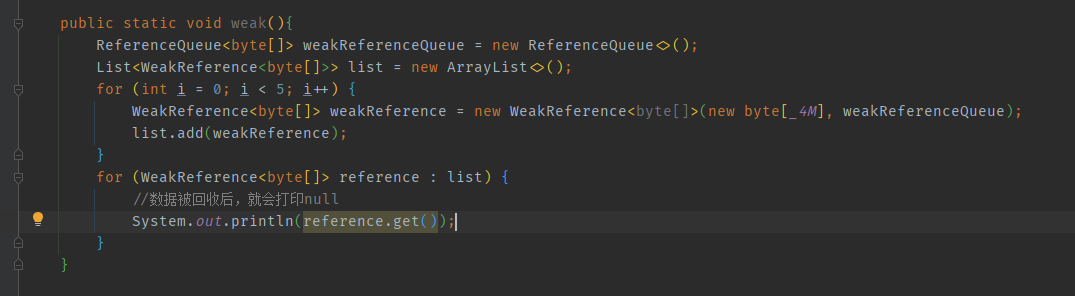 public static void weak(){
ReferenceQueue<byte[]> weakReferenceQueue = new ReferenceQueue<>();
List<WeakReference<byte[]>> list = new ArrayList<>();
for (int i = 0; i < 5; i++) {
WeakReference<byte[]> weakReference = new WeakReference<byte[]>(new byte[_4M], weakReferenceQueue);
list.add(weakReference);
}
for (WeakReference<byte[]> reference : list) {
//数据被回收后，就会打印null
System.out.println(reference.get());
}
}